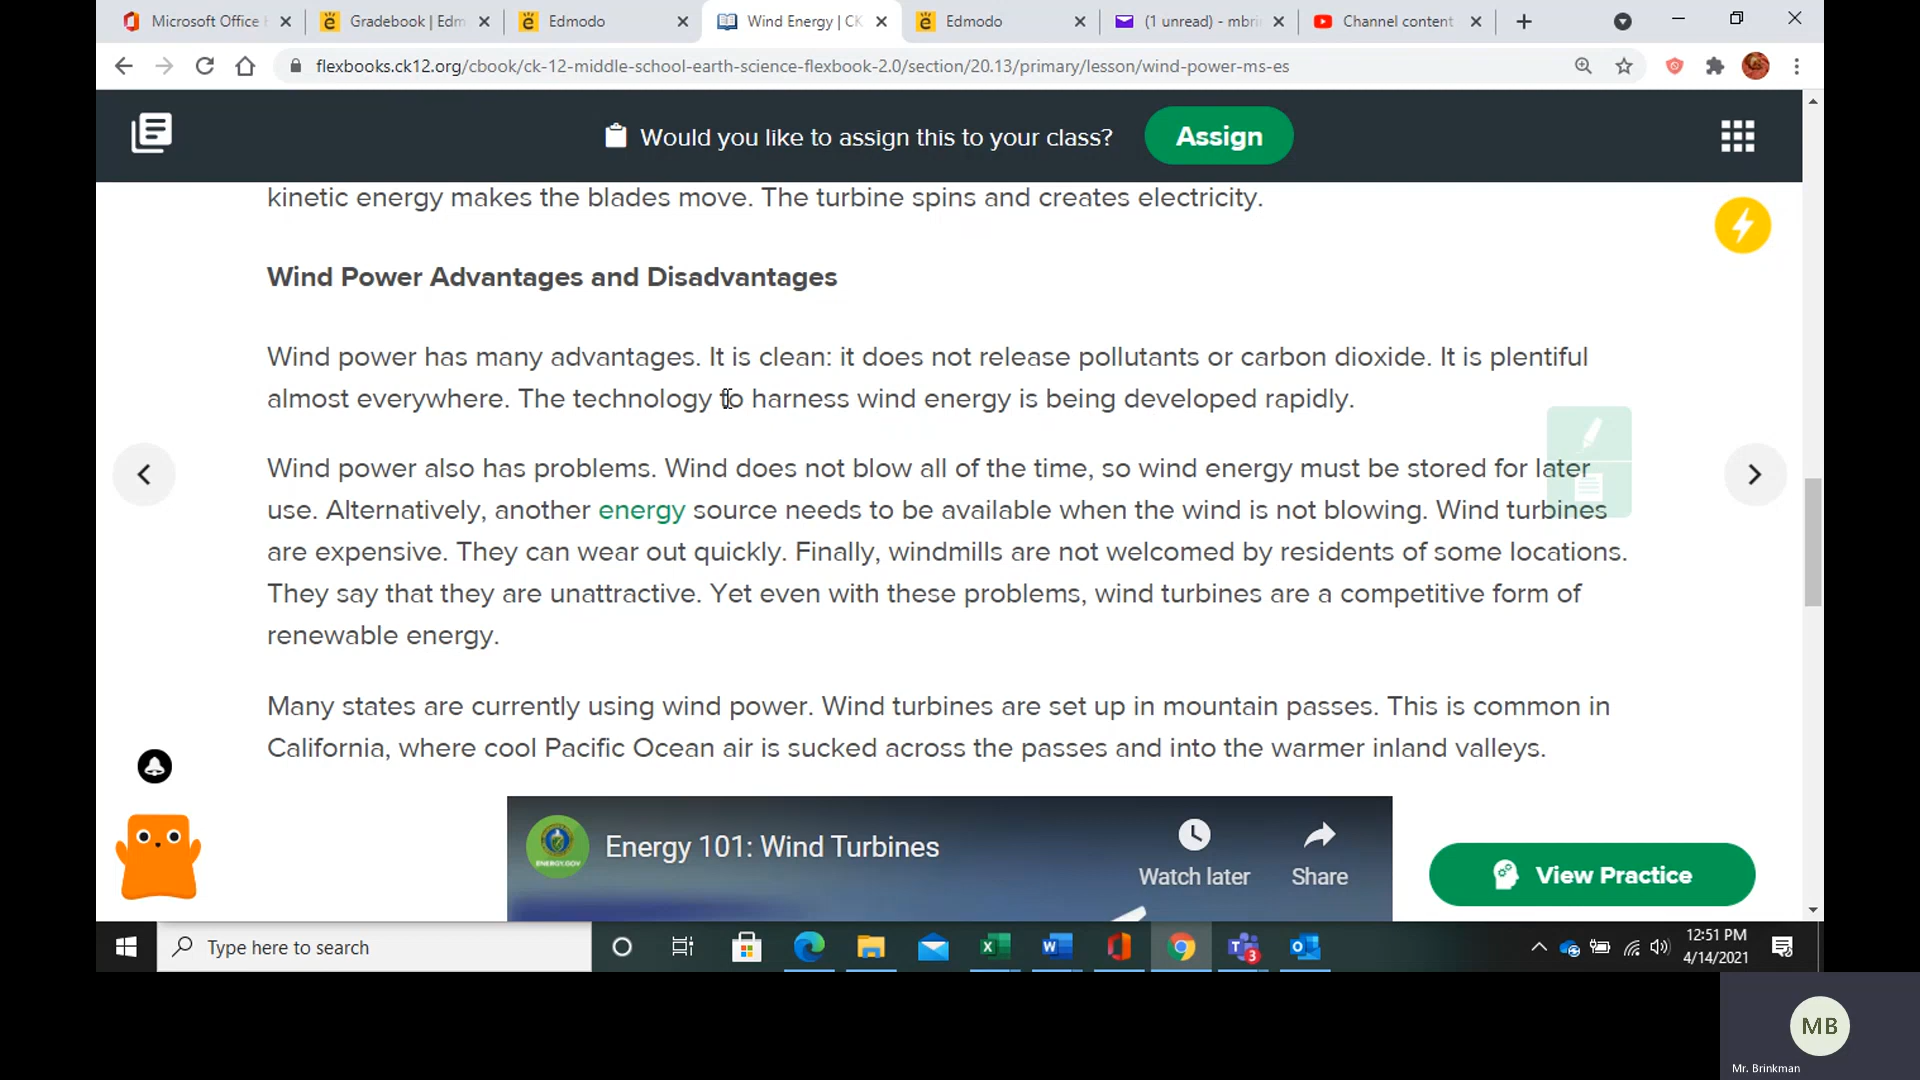 Microsoft Office
Gradebook | Edm
Edmodo
Wind Energy | CK
Edmodo
(1 unread) - mbri
Channel content
flexbooks.ck12.org/cbook/ck-12-middle-school-earth-science-flexbook-2.0/section/20.13/primary/lesson/wind-power-ms-es
Would you like to assign this to your class?
Assign
kinetic energy makes the blades move. The turbine spins and creates electricity.
Wind Power Advantages and Disadvantages
Wind power has many advantages. It is clean: it does not release pollutants or carbon dioxide. It is plentiful
almost everywhere. The technology to harness wind energy is being developed rapidly.
Wind power also has problems. Wind does not blow all of the time, so wind energy must be stored for later
use. Alternatively, another energy source needs to be available when the wind is not blowing. Wind turbines
are expensive. They can wear out quickly. Finally, windmills are not welcomed by residents of some locations.
They say that they are unattractive. Yet even with these problems, wind turbines are a competitive form of
renewable energy.
Many states are currently using wind power. Wind turbines are set up in mountain passes. This is common in
California, where cool Pacific Ocean air is sucked across the passes and into the warmer inland valleys.
ENERGY.GOV
Energy 101: Wind Turbines
Watch later
Share
View Practice
Type here to search
3
12:51 PM
4/14/2021
MB
Mr. Brinkman